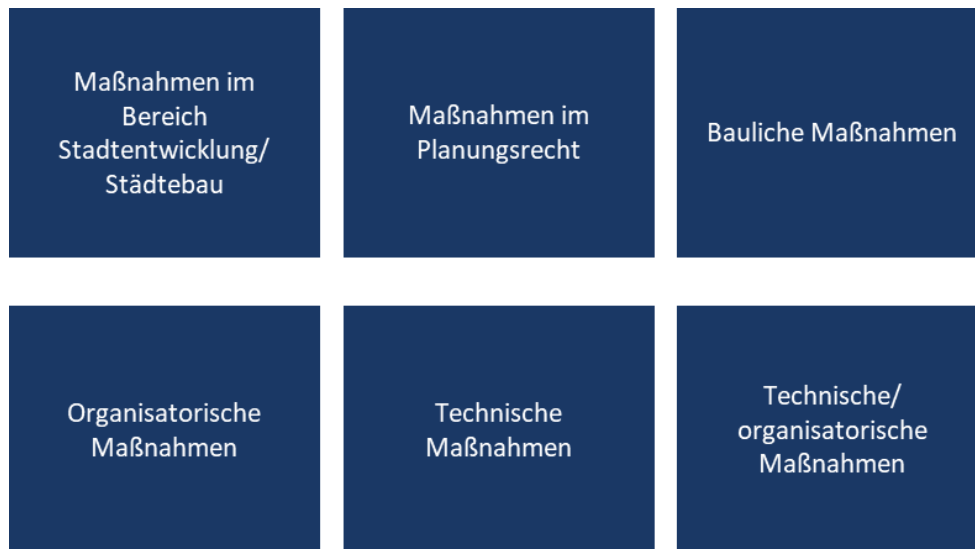 Maßnahmen im
Bereich
Stadtentwicklung/
Städtebau
Maßnahmen im
Planungsrecht
Bauliche Maßnahmen
Organisatorische
Maßnahmen
Technische
Maßnahmen
Technische/
organisatorische
Maßnahmen